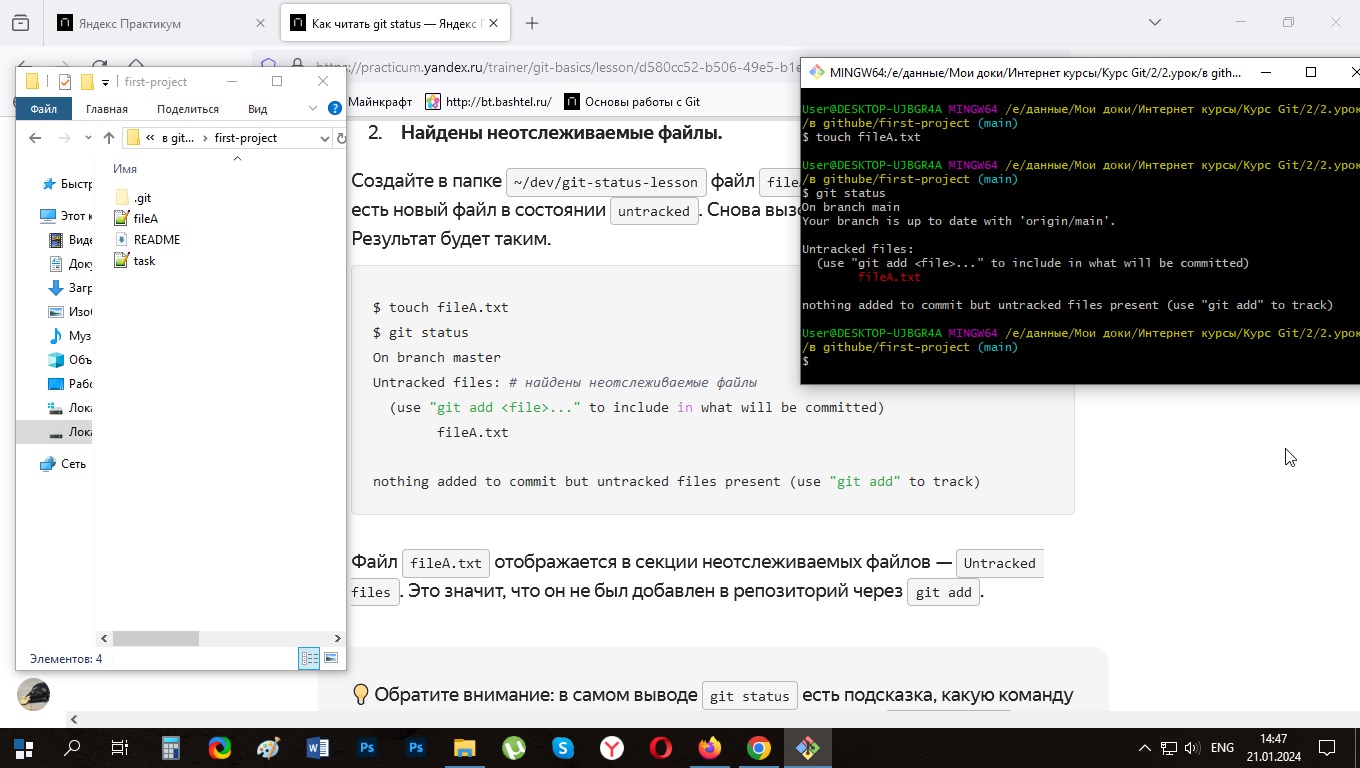 Яндекс Практикум
Как читать git status — Яндекс
https://practicum.yandex.ru/trainer/git-basics/lesson/d580cc52-b506-49e5-b1e
Майнкрафт
http://bt.bashtel.ru/
Основы работы с Git
first-project
Файл
Главная
Поделиться
Вид
« в git... › first-project
Имя
Быстр
Этот к
Виде
Доку
Загр
Изо
Муз
Объ
Рабо
Лока
Лока
Сеть
.git
fileA
README
task
Элементов: 4
2. Найдены неотслеживаемые файлы.
Создайте в папке ~/dev/git-status-lesson файл file
есть новый файл в состоянии untracked. Снова вызо
Результат будет таким.
$ touch fileA.txt
$ git status
On branch master
Untracked files: # найдены неотслеживаемые файлы
(use "git add <file>..." to include in what will be committed)
fileA.txt
nothing added to commit but untracked files present (use "git add" to track)
Файл fileA.txt отображается в секции неотслеживаемых файлов — Untracked
files. Это значит, что он не был добавлен в репозиторий через git add.
Обратите внимание: в самом выводе git status есть подсказка, какую команду
MINGW64:/e/данные/Мои доки/Интернет курсы/Курс Git/2/2.урок/в gith...
User@DESKTOP-UJBGR4A MINGW64 /e/данные/Мои доки/Интернет курсы/Курс Git/2/2.урок
/в githube/first-project (main)
$ touch fileA.txt
User@DESKTOP-UJBGR4A MINGW64 /e/данные/Мои доки/Интернет курсы/Курс Git/2/2.урок
/в githube/first-project (main)
$ git status
On branch main
Your branch is up to date with 'origin/main'.
Untracked files:
(use "git add <file>..." to include in what will be committed)
fileA.txt
nothing added to commit but untracked files present (use "git add" to track)
User@DESKTOP-UJBGR4A MINGW64 /e/данные/Мои доки/Интернет курсы/Курс Git/2/2.урок
/в githube/first-project (main)
$
ENG
14:47
21.01.2024